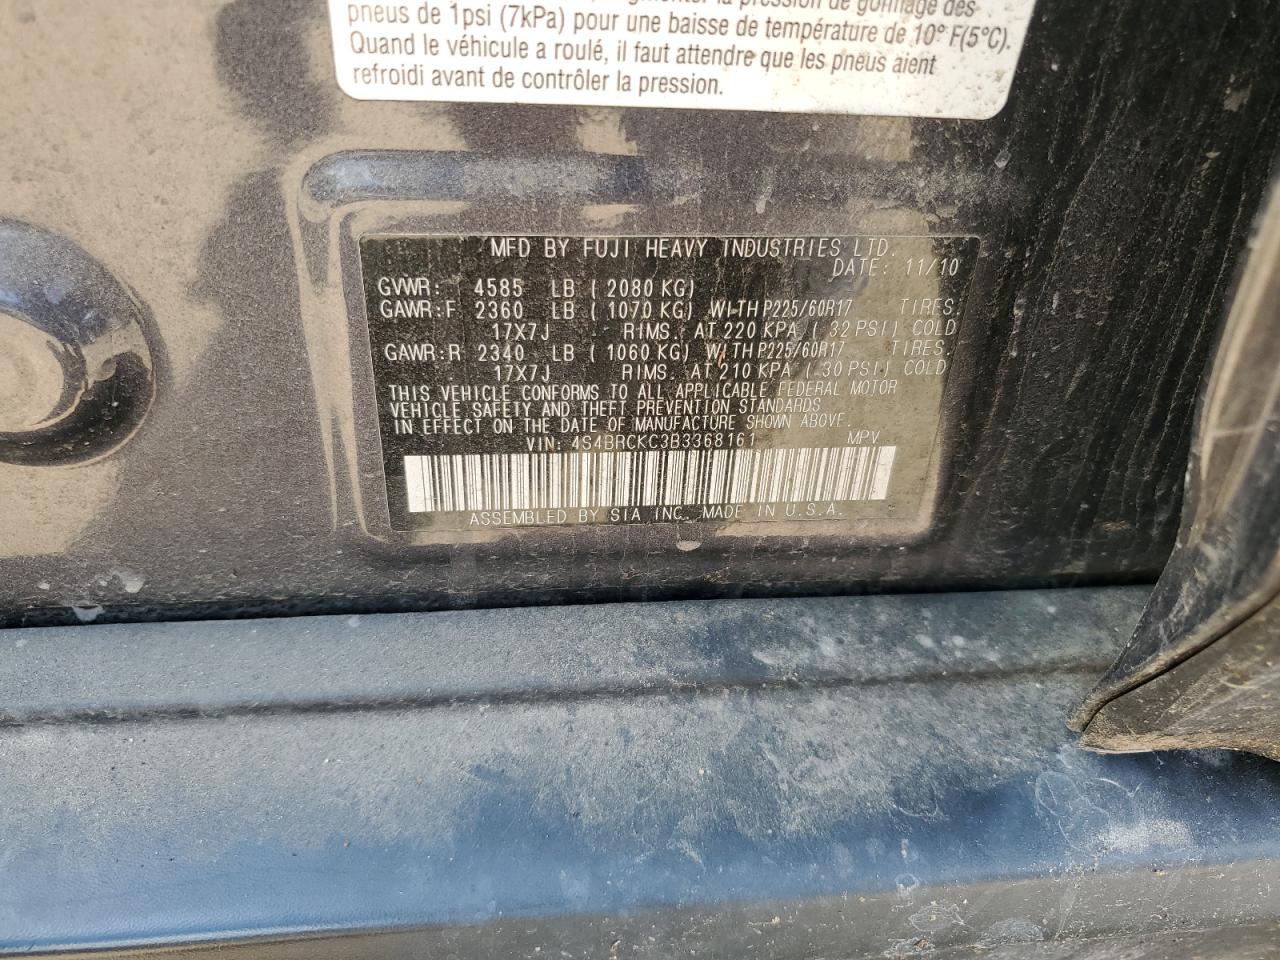 pression de gonflage des
pneus de 1psi (7kPa) pour une baisse de température de 10° F(5°C).
Quand le véhicule a roulé, il faut attendre que les pneus aient
refroidi avant de contrôler la pression.
MFD BY FUJI HEAVY INDUSTRIES LTD.
DATE: 11/10
GVWR: 4585 LB ( 2080 KG)
GAWR:F 2360 LB ( 1070 KG) WITH P225/60R17 TIRES.
17X7J RIMS. AT 220 KPA ( 32 PSI) COLD
GAWR:R 2340 LB ( 1060 KG) WITH P225/60R17 TIRES.
17X7J RIMS. AT 210 KPA ( 30 PSI) COLD
THIS VEHICLE CONFORMS TO ALL APPLICABLE FEDERAL MOTOR
VEHICLE SAFETY AND THEFT PREVENTION STANDARDS
IN EFFECT ON THE DATE OF MANUFACTURE SHOWN ABOVE.
VIN: 4S4BRCKC3B3368161 MPV
ASSEMBLED BY SIA INC. MADE IN U.S.A.